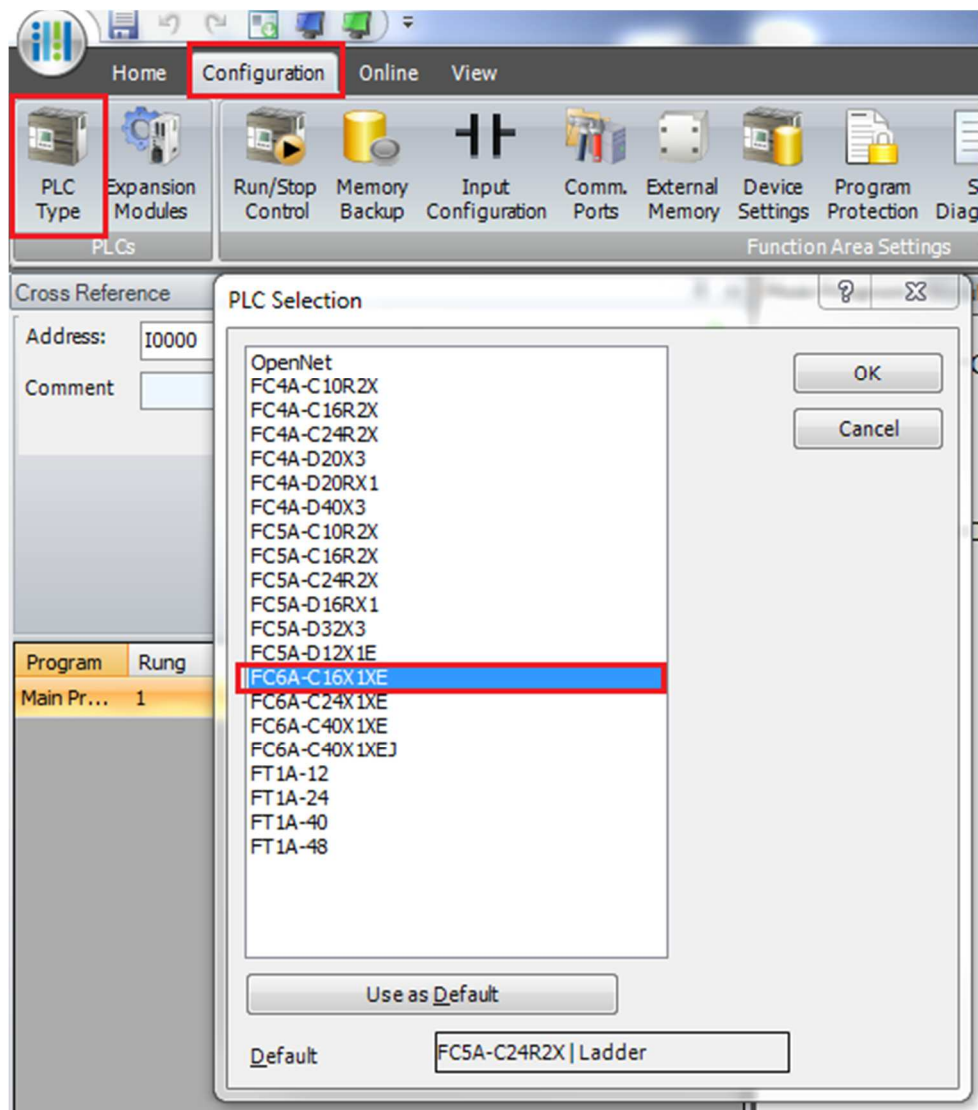 Home Configuration Online View
PLC Type
Expansion Modules
Run/Stop Control
Memory Backup
Input Configuration
Comm. Ports
External Memory
Device Settings
Program Protection
PLCs
Function Area Settings
Cross Reference
Address: I0000
Comment
Program Rung
Main Pr... 1
PLC Selection
OpenNet
FC4A-C10R2X
FC4A-C16R2X
FC4A-C24R2X
FC4A-D20X3
FC4A-D20RX1
FC4A-D40X3
FC5A-C10R2X
FC5A-C16R2X
FC5A-C24R2X
FC5A-D16RX1
FC5A-D32X3
FC5A-D12X1E
FC6A-C16X1XE
FC6A-C24X1XE
FC6A-C40X1XE
FC6A-C40X1XEJ
FT1A-12
FT1A-24
FT1A-40
FT1A-48
OK
Cancel
Use as Default
Default FC5A-C24R2X|Ladder